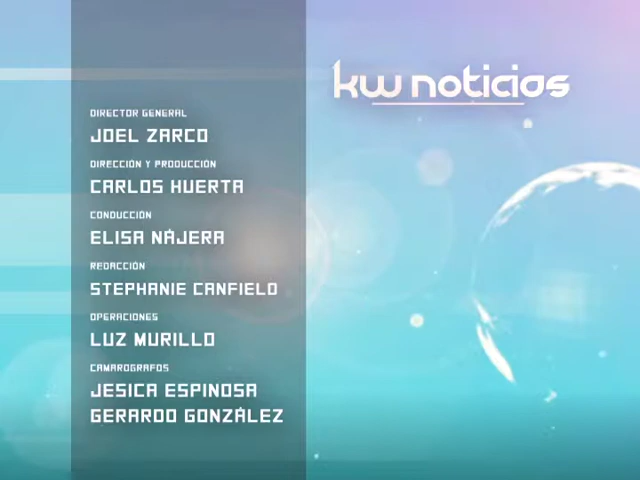 kw noticias
DIRECTOR GENERAL
JOEL ZARCO
DIRECCIÓN Y PRODUCCIÓN
CARLOS HUERTA
CONDUCCIÓN
ELISA NÁJERA
REDACCIÓN
STEPHANIE CANFIELD
OPERACIONES
LUZ MURILLO
CAMAROGRAFOS
JESICA ESPINOSA
GERARDO GONZÁLEZ